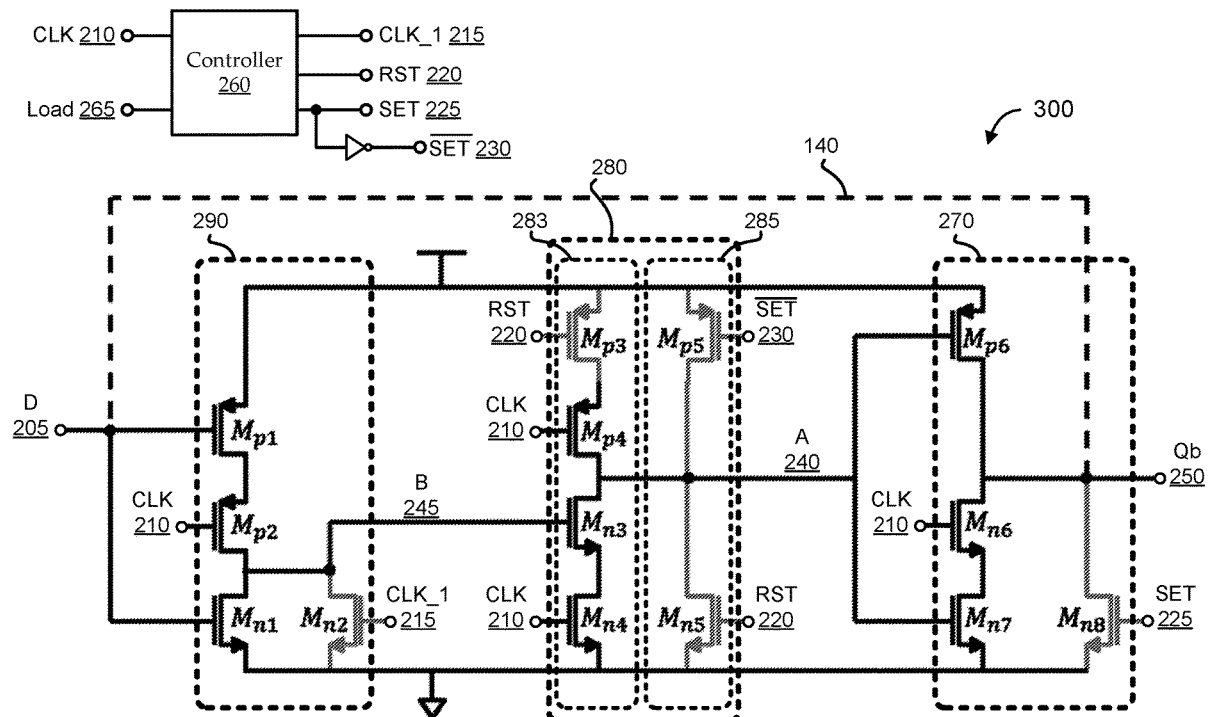 CLK 210
Controller
260
CLK_1 215
RST 220
Load 265
SET 225
SET 230
300
140
280
290
283
285
270
RST
220
Mp3
Mp5
SET
230
Mp6
D
205
Mp1
CLK
210
Mp4
A
240
Qb
250
CLK
210
Mp2
B
245
Mn3
CLK
210
Mn6
Mn1
Mn2
CLK_1
215
CLK
210
Mn4
Mn5
RST
220
Mn7
Mn8
SET
225